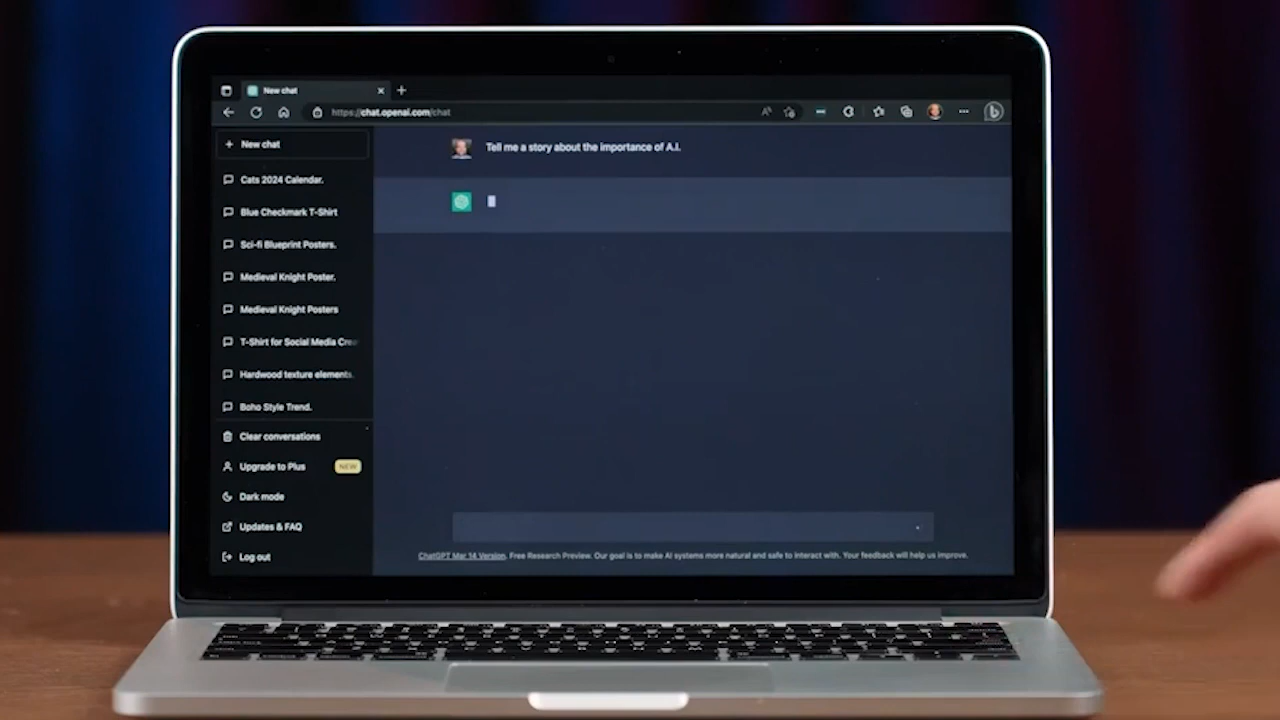 New chat
https://chat.openai.com/chat
New chat
Cats 2024 Calendar.
Blue Checkmark T-Shirt
Sci-fi Blueprint Posters.
Medieval Knight Poster.
Medieval Knight Posters
T-Shirt for Social Media Cre
Hardwood texture elements.
Boho Style Trend.
Clear conversations
Upgrade to Plus NEW
Dark mode
Updates & FAQ
Log out
Tell me a story about the importance of A.I.
ChatGPT Mar 14 Version. Free Research Preview. Our goal is to make AI systems more natural and safe to interact with. Your feedback will help us improve.